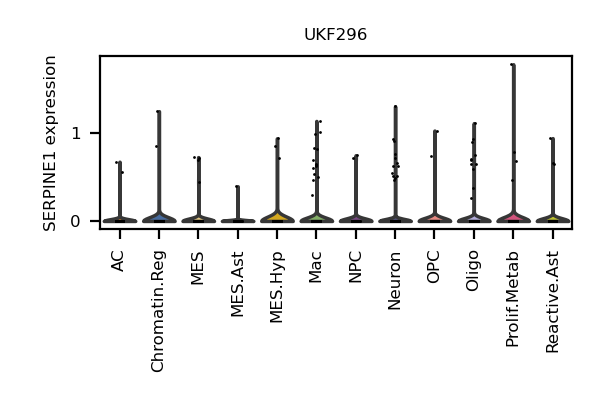 UKF296
SERPINE1 expression
1
0
AC
Chromatin.Reg
MES
MES.Ast
MES.Hyp
Mac
NPC
Neuron
OPC
Oligo
Prolif.Metab
Reactive.Ast